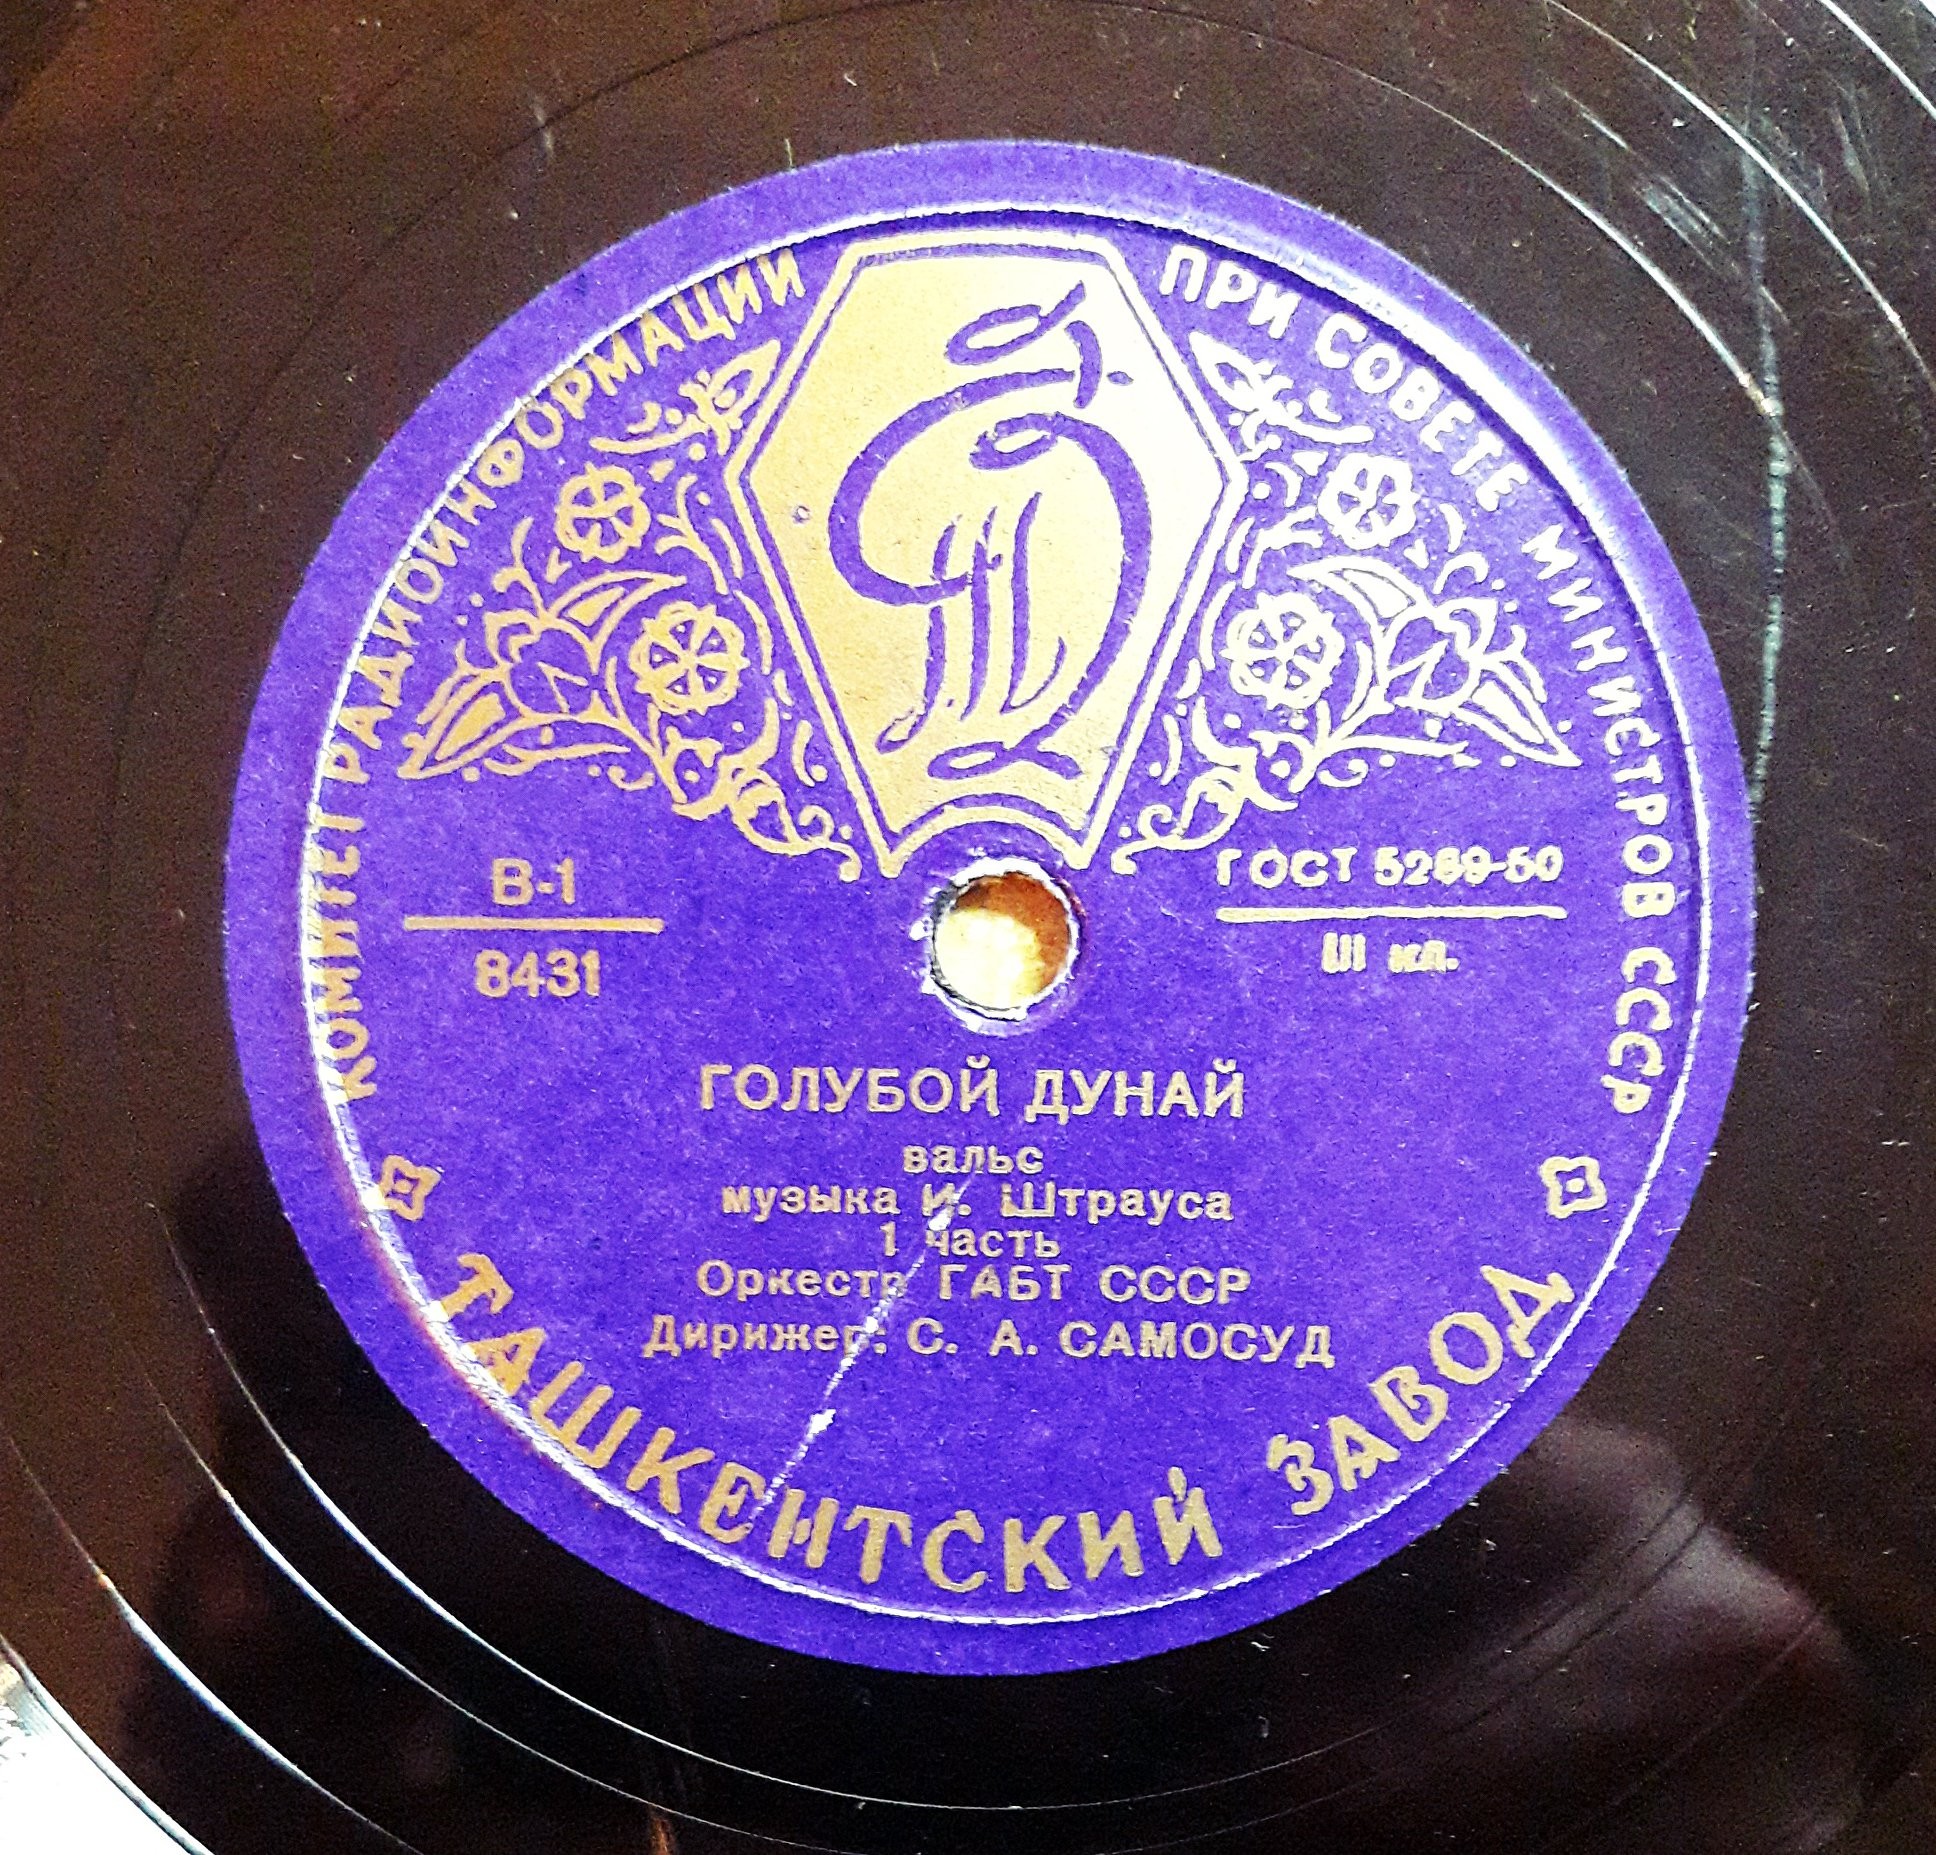 КОМИТЕТ РАДИОИНФОРМАЦИИ ПРИ СОВЕТЕ МИНИСТРОВ СССР
В-1
8431
ГОСТ 5289-50
III кл.
ГОЛУБОЙ ДУНАЙ
вальс
музыка И. Штрауса
1 часть
Оркестр ГАБТ СССР
Дирижер: С. А. САМОСУД
ТАШКЕНТСКИЙ ЗАВОД